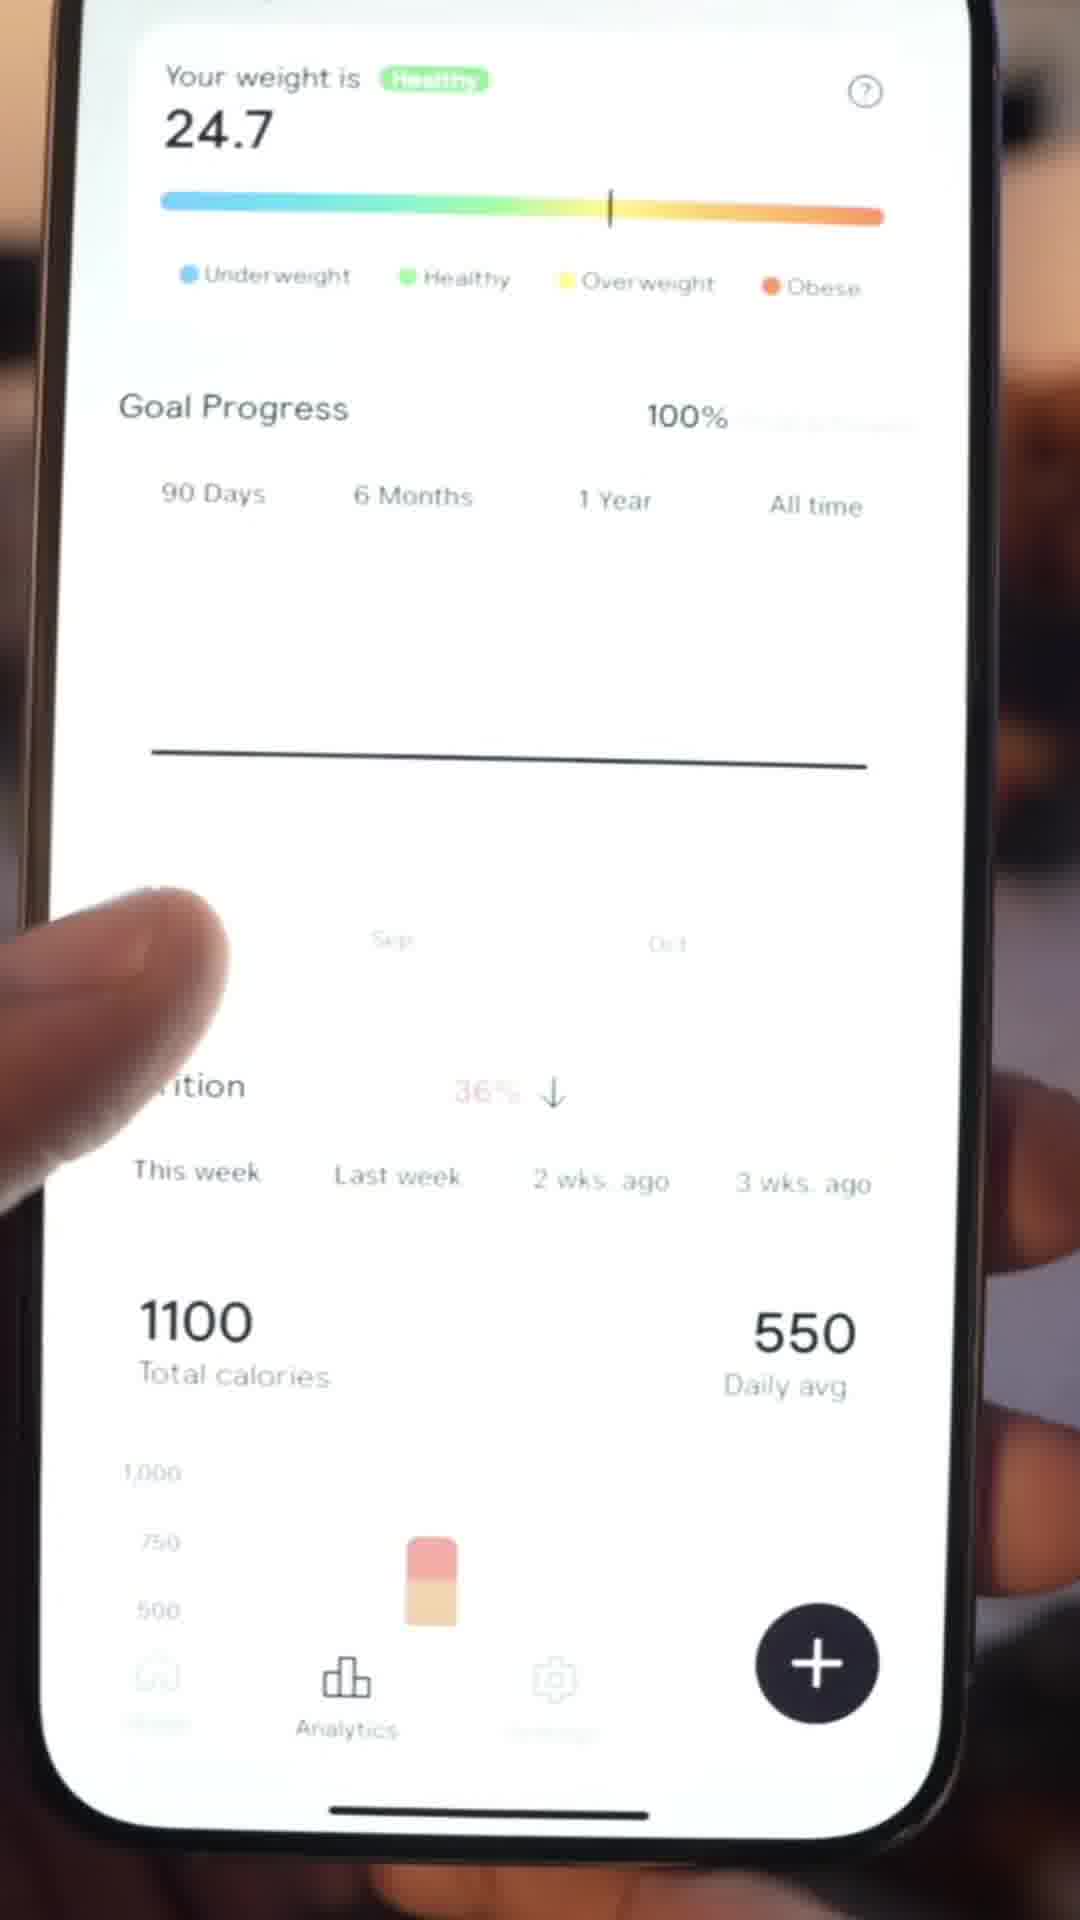 Your weight is Healthy
24.7
Underweight Healthy Overweight Obese
Goal Progress 100%
90 Days 6 Months 1 Year All time
Sep Oct
rition 36% ↓
This week Last week 2 wks. ago 3 wks. ago
1100 550
Total calories Daily avg
1,000
750
500
Analytics